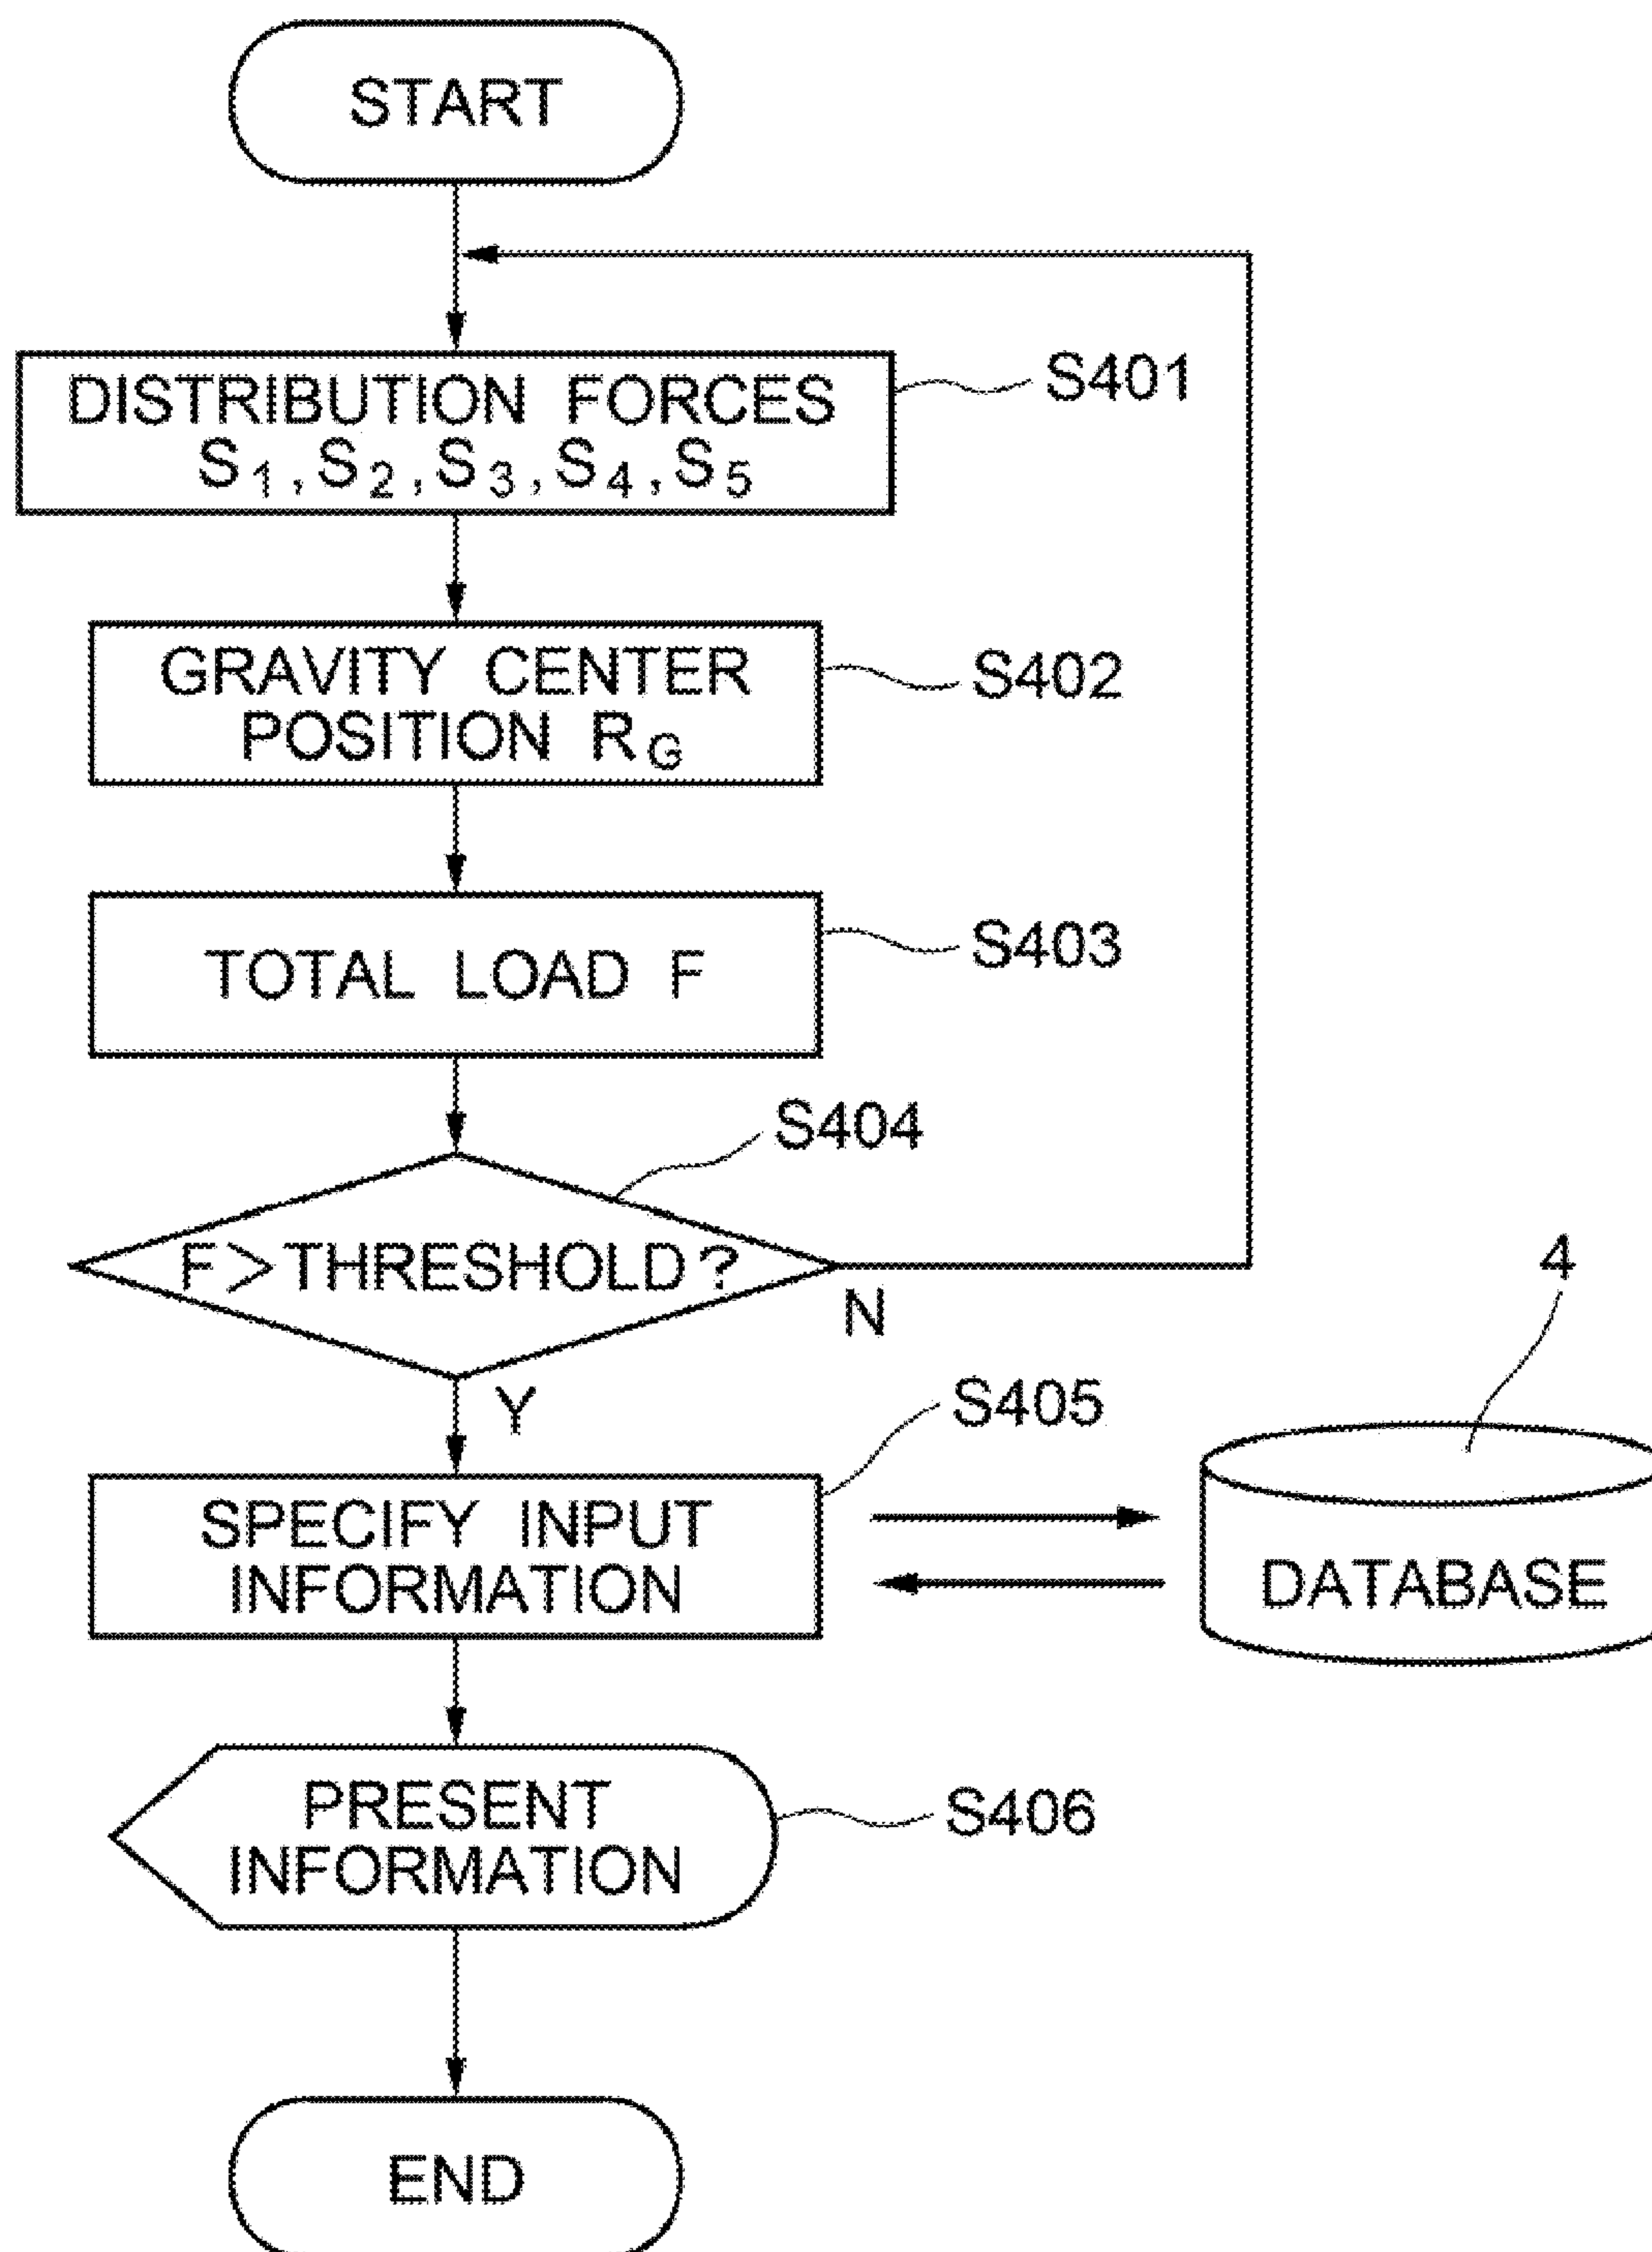 START
DISTRIBUTION FORCES
S₁,S₂,S₃,S₄,S₅
S401
GRAVITY CENTER
POSITION R_G
S402
TOTAL LOAD F
S403
S404
F>THRESHOLD?
N
Y
S405
SPECIFY INPUT
INFORMATION
4
DATABASE
PRESENT
INFORMATION
S406
END